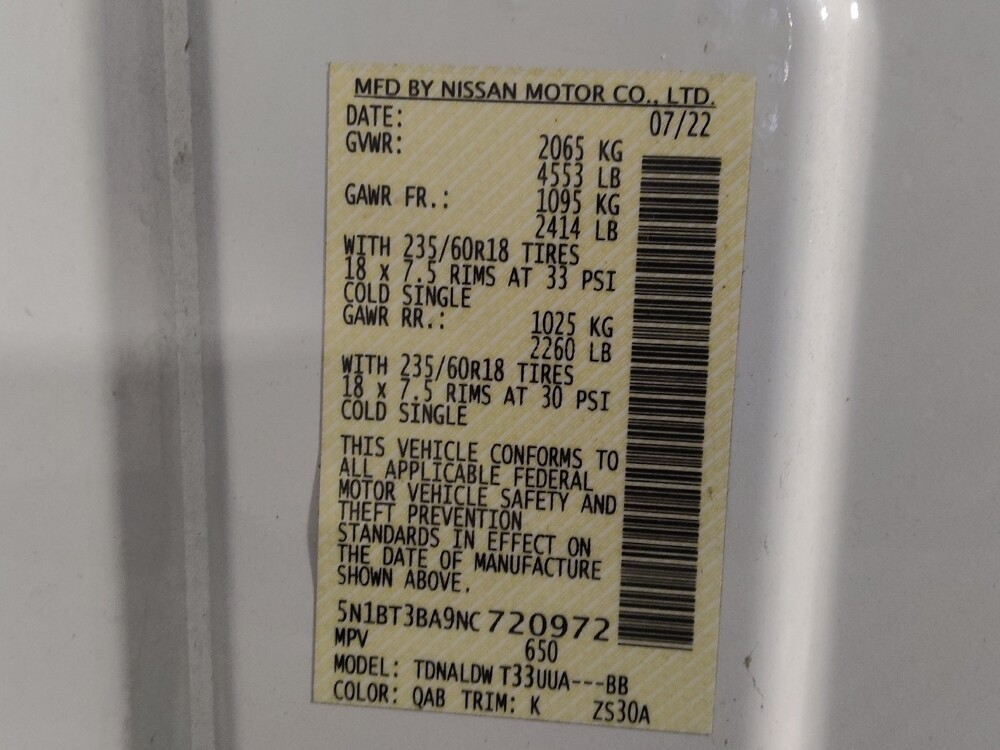 MFD BY NISSAN MOTOR CO., LTD.
DATE: 07/22
GVWR: 2065 KG
4553 LB
GAWR FR.: 1095 KG
2414 LB
WITH 235/60R18 TIRES
18 x 7.5 RIMS AT 33 PSI
COLD SINGLE
GAWR RR.: 1025 KG
2260 LB
WITH 235/60R18 TIRES
18 x 7.5 RIMS AT 30 PSI
COLD SINGLE
THIS VEHICLE CONFORMS TO
ALL APPLICABLE FEDERAL
MOTOR VEHICLE SAFETY AND
THEFT PREVENTION
STANDARDS IN EFFECT ON
THE DATE OF MANUFACTURE
SHOWN ABOVE.
5N1BT3BA9NC 720972
MPV 650
MODEL: TDNALDW T33UUA---BB
COLOR: QAB TRIM: K ZS30A